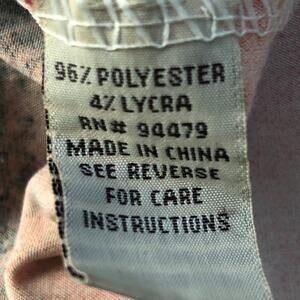 96% POLYESTER
4% LYCRA
RN# 94479
MADE IN CHINA
SEE REVERSE
FOR CARE
INSTRUCTIONS